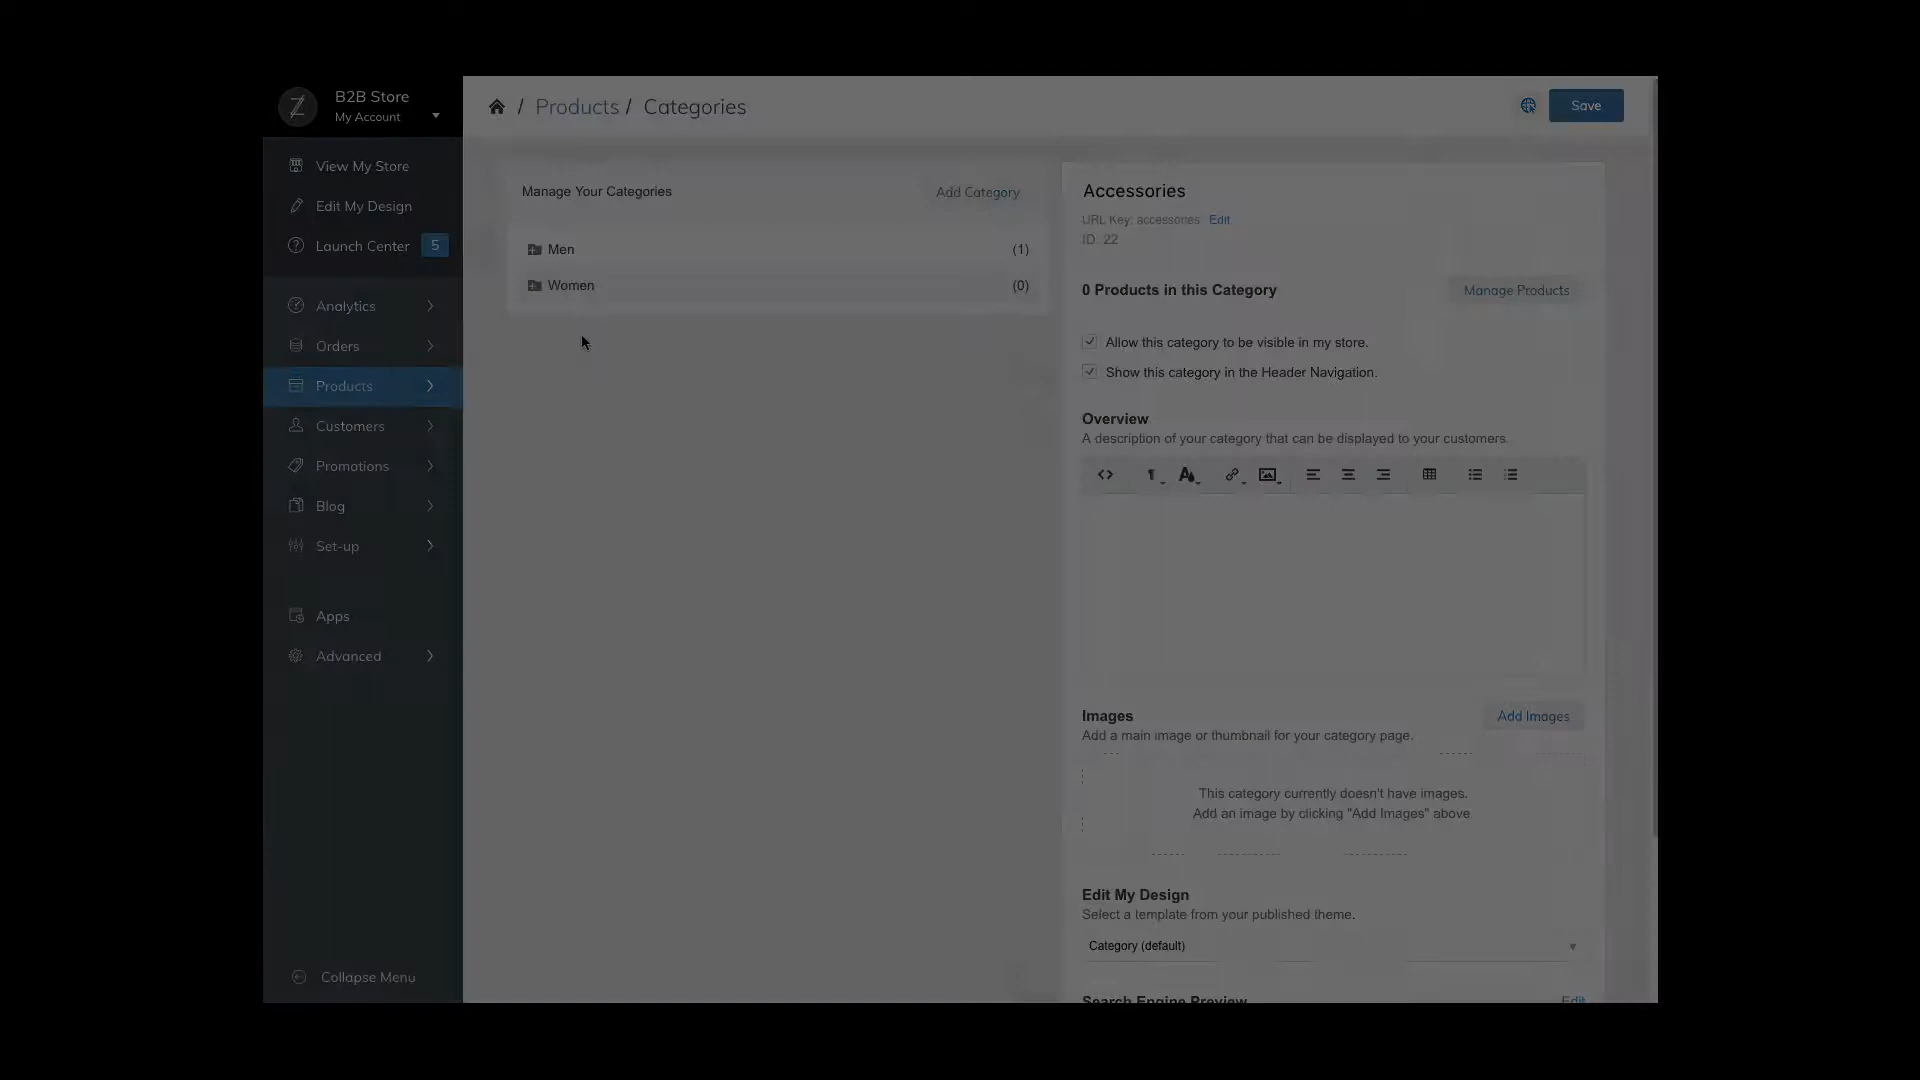 B2B Store
My Account
/ Products / Categories
Save
View My Store
Edit My Design
Launch Center 5
Analytics
Orders
Products
Customers
Promotions
Blog
Set-up
Apps
Advanced
Collapse Menu
Manage Your Categories
Add Category
Men (1)
Women (0)
Accessories
URL Key: accessories Edit
ID: 22
0 Products in this Category
Manage Products
Allow this category to be visible in my store.
Show this category in the Header Navigation.
Overview
A description of your category that can be displayed to your customers.
Images
Add Images
Add a main image or thumbnail for your category page.
This category currently doesn't have images.
Add an image by clicking "Add Images" above
Edit My Design
Select a template from your published theme.
Category (default)
Search Engine Preview
Edit